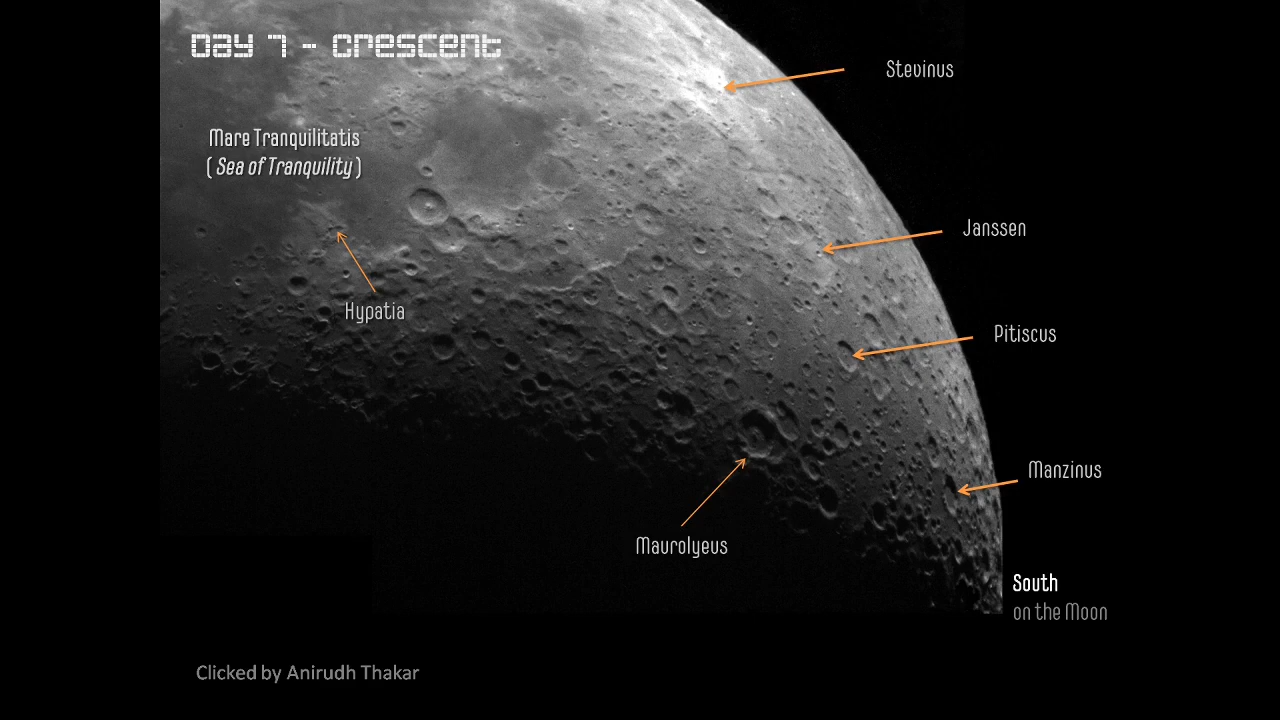 Day 7 - Crescent
Stevinus
Mare Tranquilitatis
( Sea of Tranquility )
Janssen
Hypatia
Pitiscus
Manzinus
Maurolyeus
South
on the Moon
Clicked by Anirudh Thakar